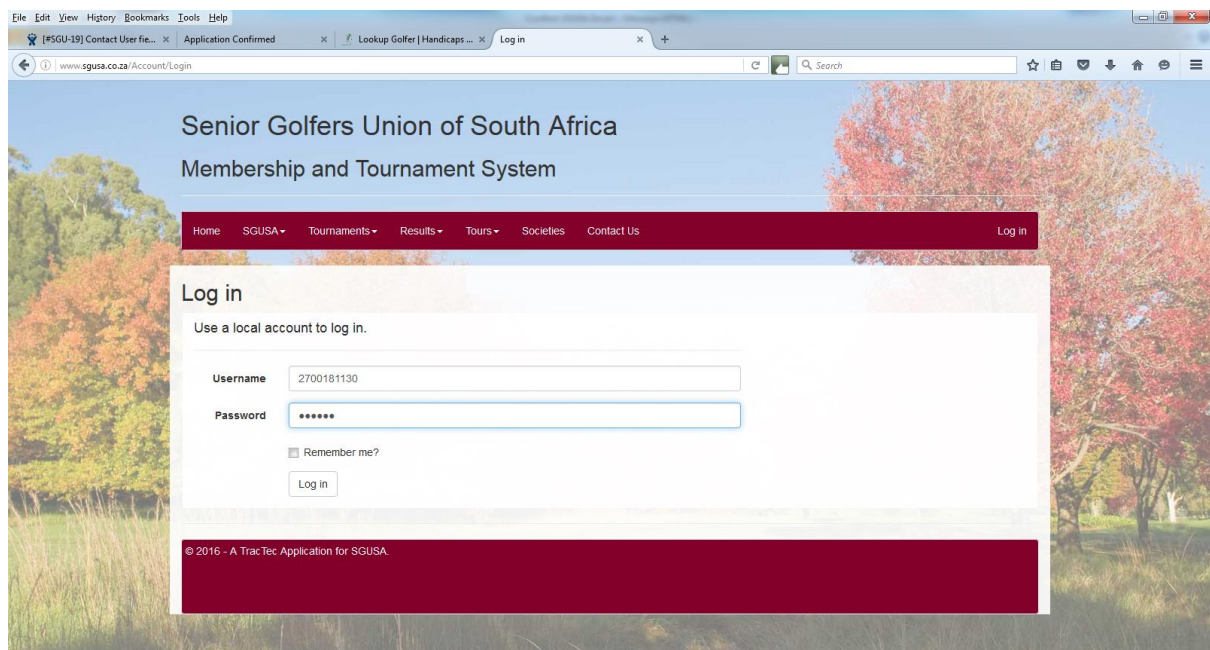 File Edit View History Bookmarks Tools Help
[#SGU-19] Contact User fie... × Application Confirmed × Lookup Golfer | Handicaps ... × Log in × +
www.sgusa.co.za/Account/Login Search
Senior Golfers Union of South Africa
Membership and Tournament System
Home SGUSA Tournaments Results Tours Societies Contact Us Log in
Log in
Use a local account to log in.
Username 2700181130
Password ••••••
Remember me?
Log in
© 2016 - A TracTec Application for SGUSA.